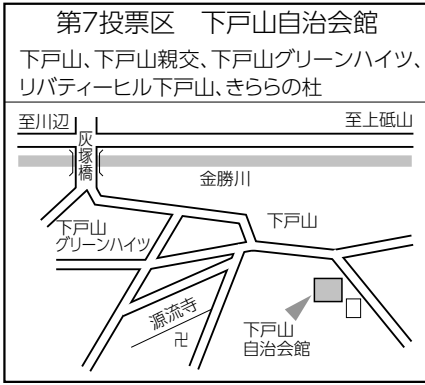 第7投票区 下戸山自治会館
下戸山、下戸山親交、下戸山グリーンハイツ、
リバティーヒル下戸山、きららの杜
至川辺
至上砥山
灰塚橋
金勝川
下戸山
グリーンハイツ
下戸山
源流寺
卍
下戸山
自治会館